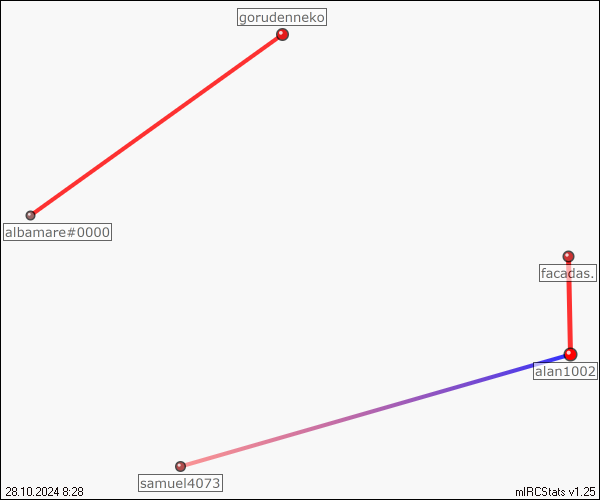 gorudenneko
albamare#0000
facadas.
alan1002
samuel4073
28.10.2024 8:28
mIRCStats v1.25